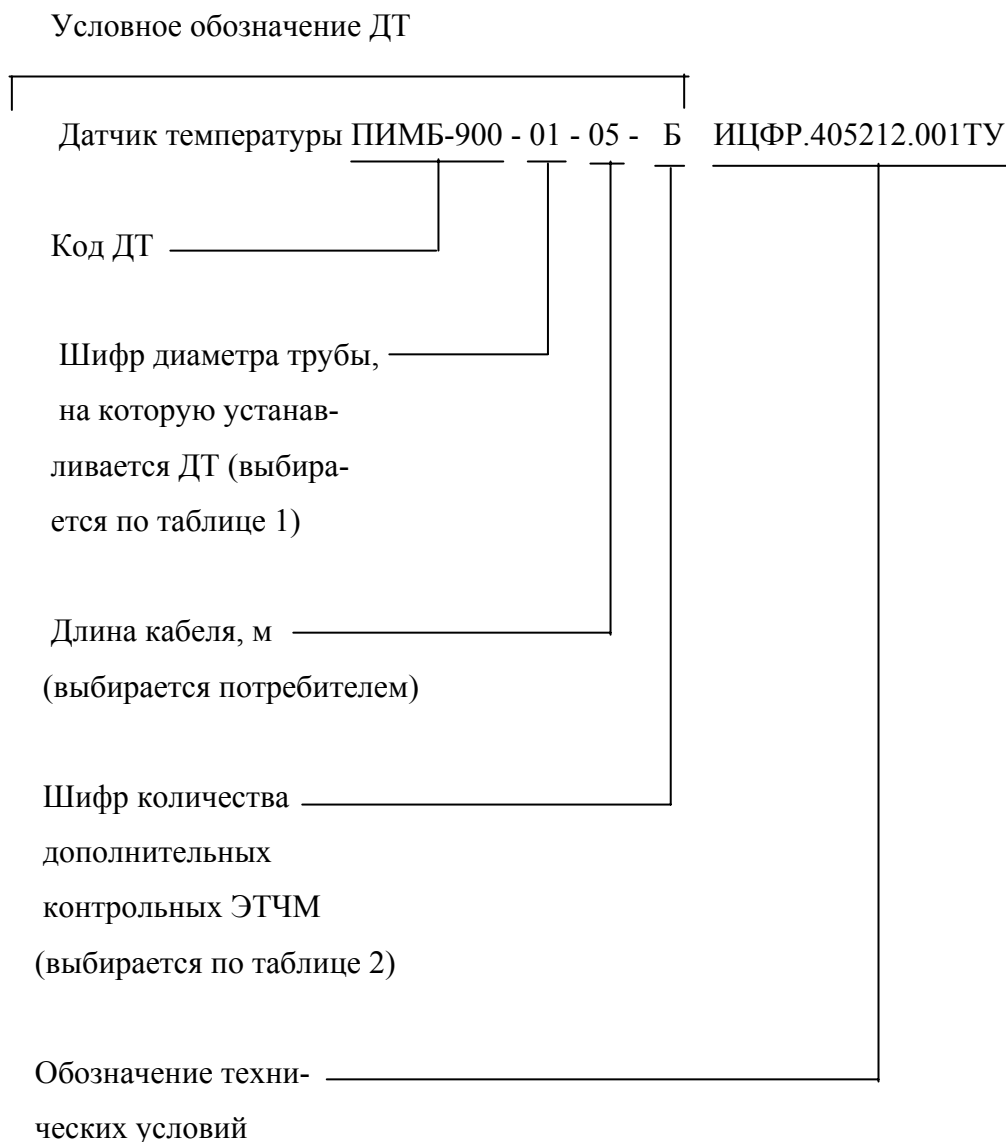 Условное обозначение ДТ
Датчик температуры ПИМБ-900 - 01 - 05 - Б ИЦФР.405212.001ТУ
Код ДТ
Шифр диаметра трубы,
на которую устанав-
ливается ДТ (выбира-
ется по таблице 1)
Длина кабеля, м
(выбирается потребителем)
Шифр количества
дополнительных
контрольных ЭТЧМ
(выбирается по таблице 2)
Обозначение техни-
ческих условий